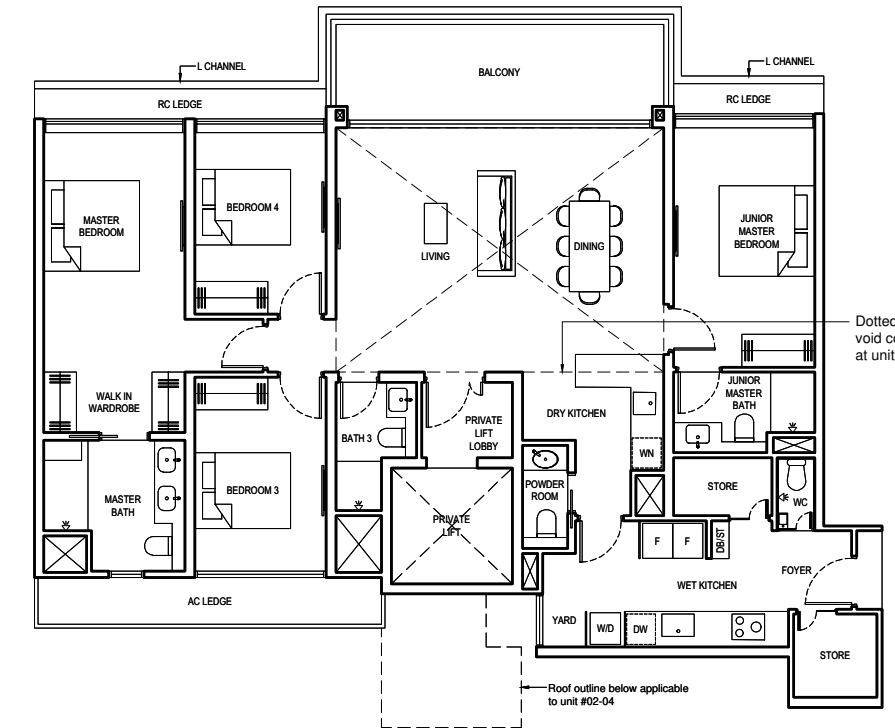 L CHANNEL
L CHANNEL
BALCONY
RC LEDGE
RC LEDGE
MASTER
BEDROOM
BEDROOM 4
LIVING
DINING
JUNIOR
MASTER
BEDROOM
Dotted
void co
at unit
WALK IN
WARDROBE
JUNIOR
MASTER
BATH
BATH 3
PRIVATE
LIFT
LOBBY
DRY KITCHEN
WN
MASTER
BATH
BEDROOM 3
POWDER
ROOM
STORE
WC
PRIVATE
LIFT
F
F
DB/ST
FOYER
WET KITCHEN
AC LEDGE
YARD
W/D
DW
STORE
Roof outline below applicable
to unit #02-04